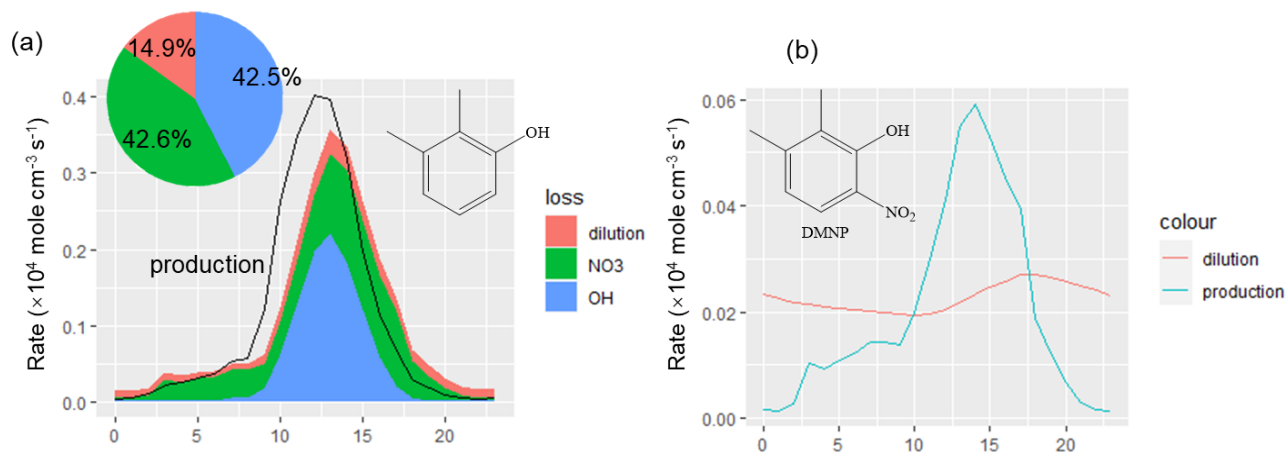 (a)
14.9%
42.5%
42.6%
Rate (×10⁴ mole cm⁻³ s⁻¹)
0.4
0.3
0.2
0.1
0.0
production
OH
loss
dilution
NO3
OH
0 5 10 15 20
(b)
Rate (×10⁴ mole cm⁻³ s⁻¹)
0.06
0.04
0.02
0.00
OH
NO₂
DMNP
colour
dilution
production
0 5 10 15 20